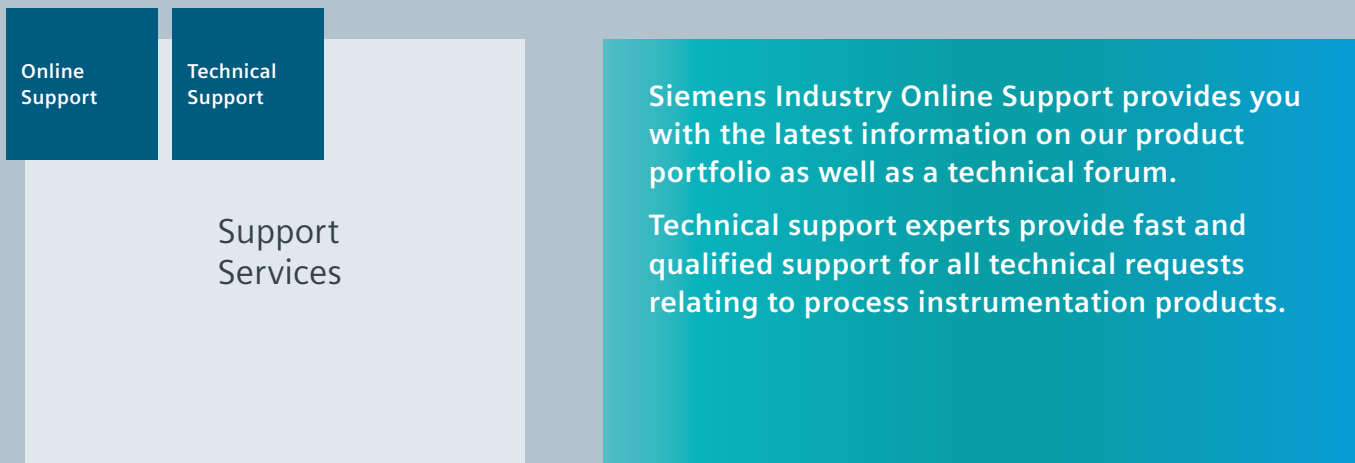 Online
Support
Technical
Support
Support
Services
Siemens Industry Online Support provides you
with the latest information on our product
portfolio as well as a technical forum.
Technical support experts provide fast and
qualified support for all technical requests
relating to process instrumentation products.